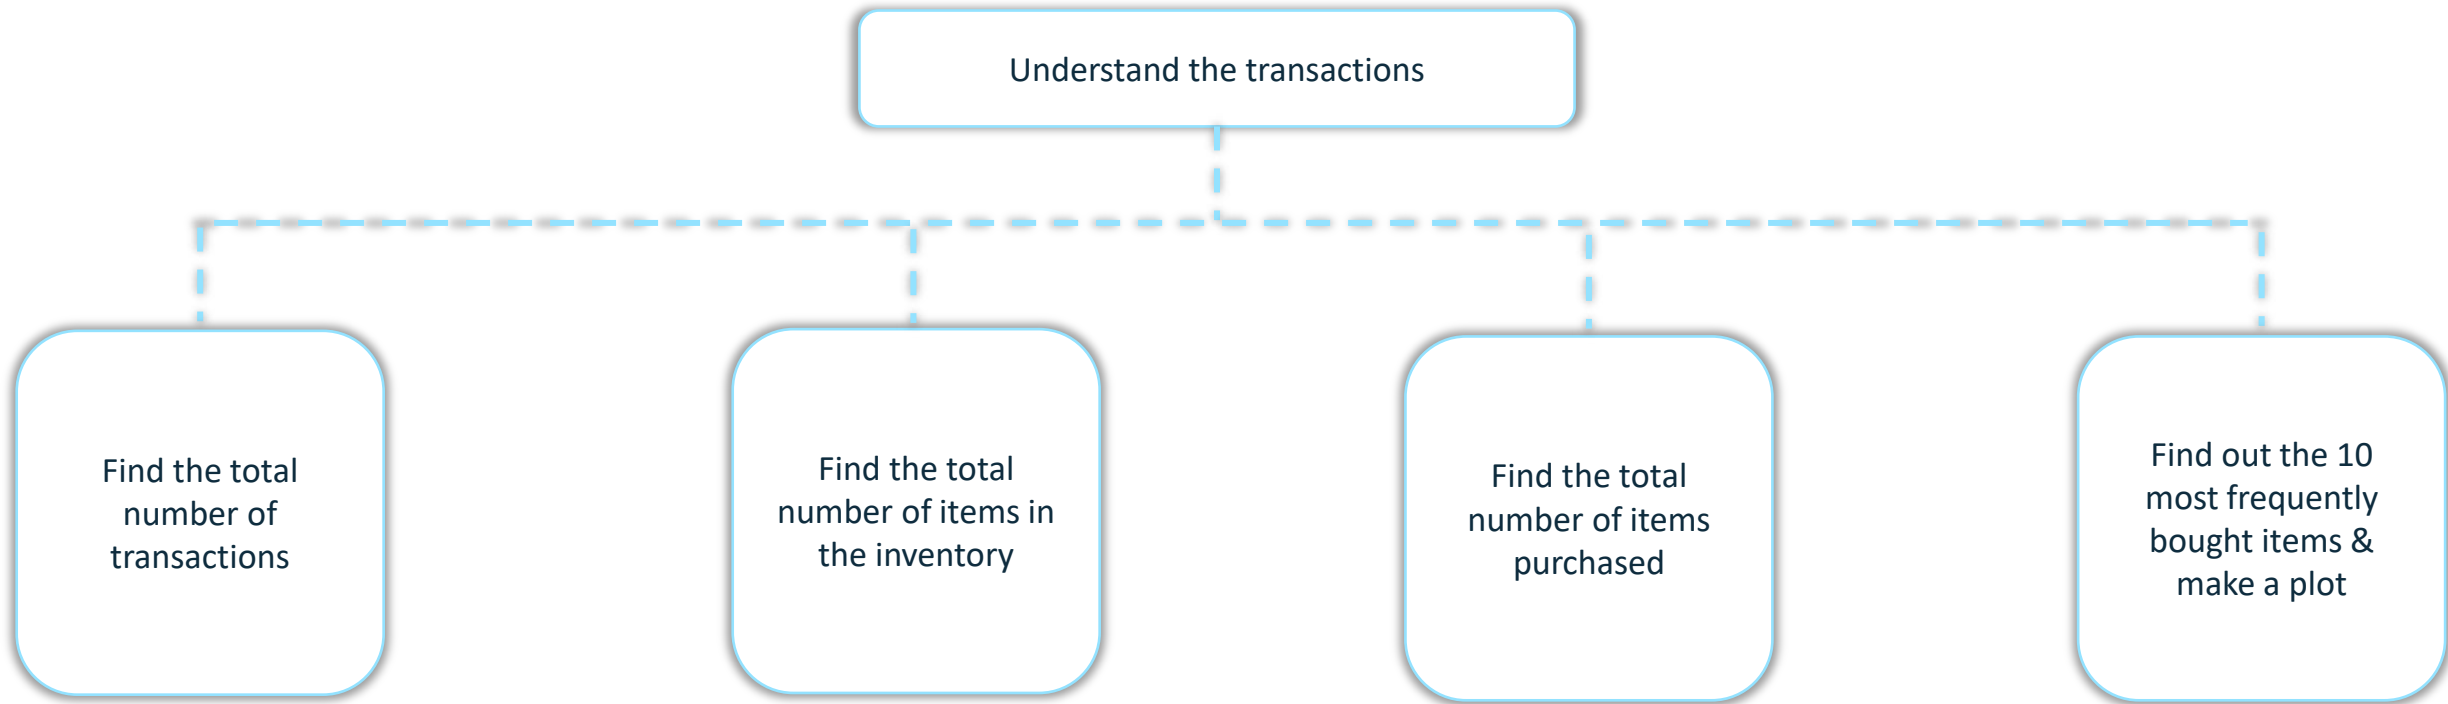 Understand the transactions
Find the total
number of
transactions
Find the total
number of items in
the inventory
Find the total
number of items
purchased
Find out the 10
most frequently
bought items &
make a plot